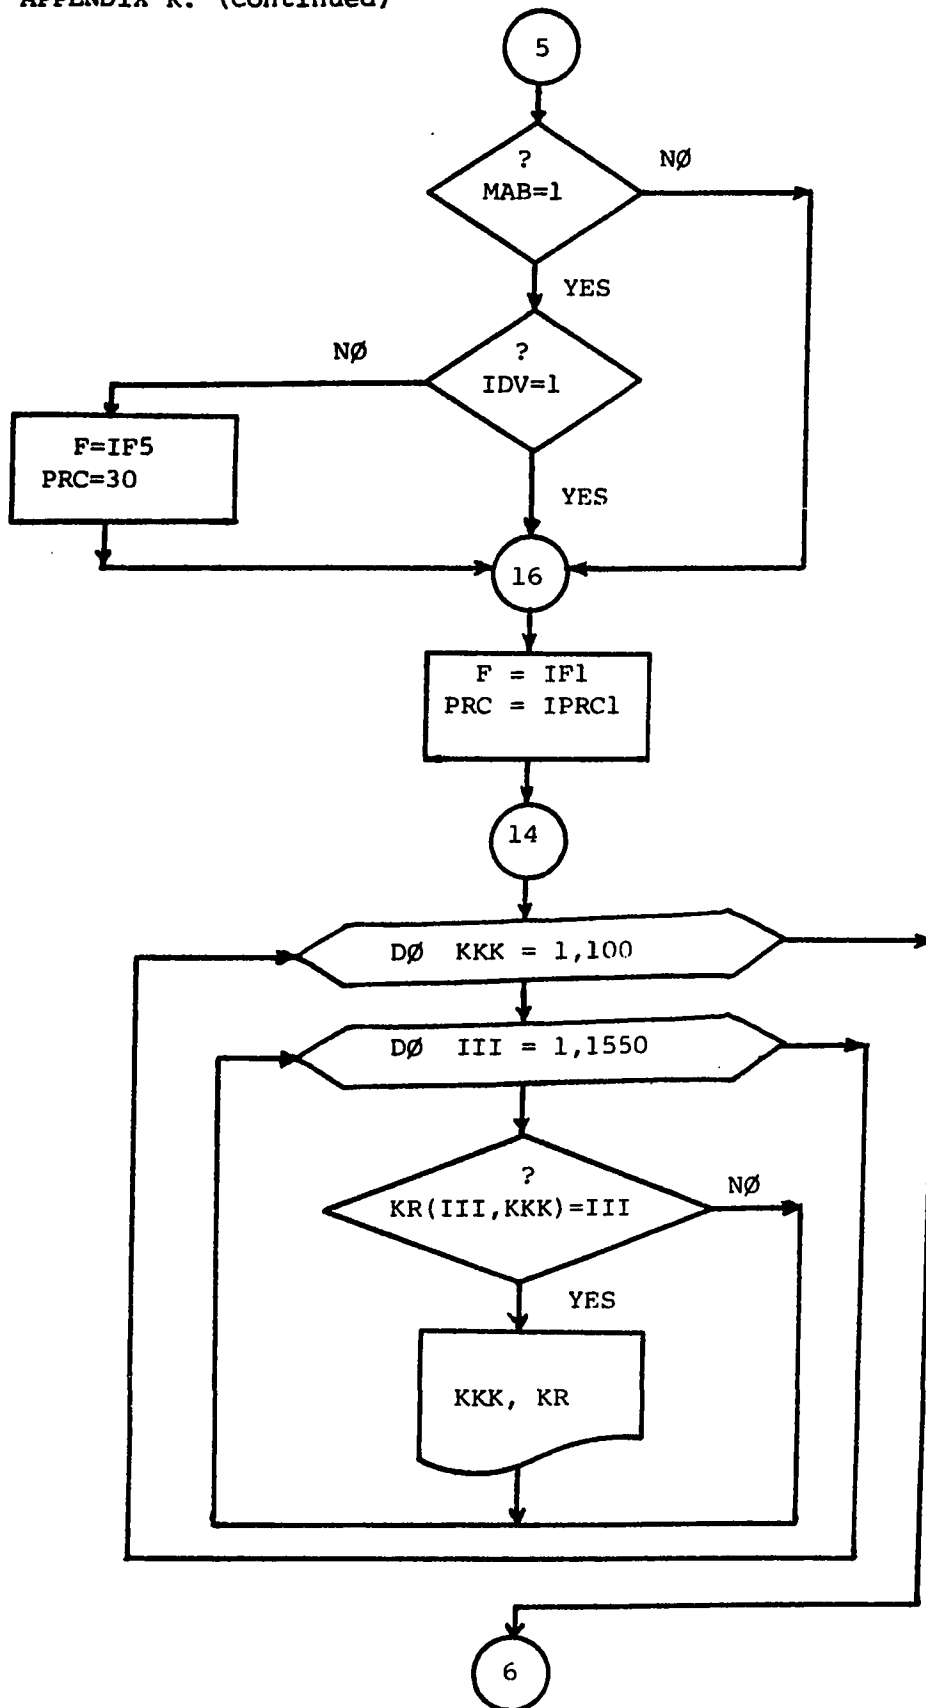 APPENDIX R. (Continued)
5
?
MAB=1
NØ
YES
NØ
?
IDV=1
F=IF5
PRC=30
YES
16
F = IF1
PRC = IPRC1
14
DØ KKK = 1,100
DØ III = 1,1550
?
KR(III,KKK)=III
NØ
YES
KKK, KR
6